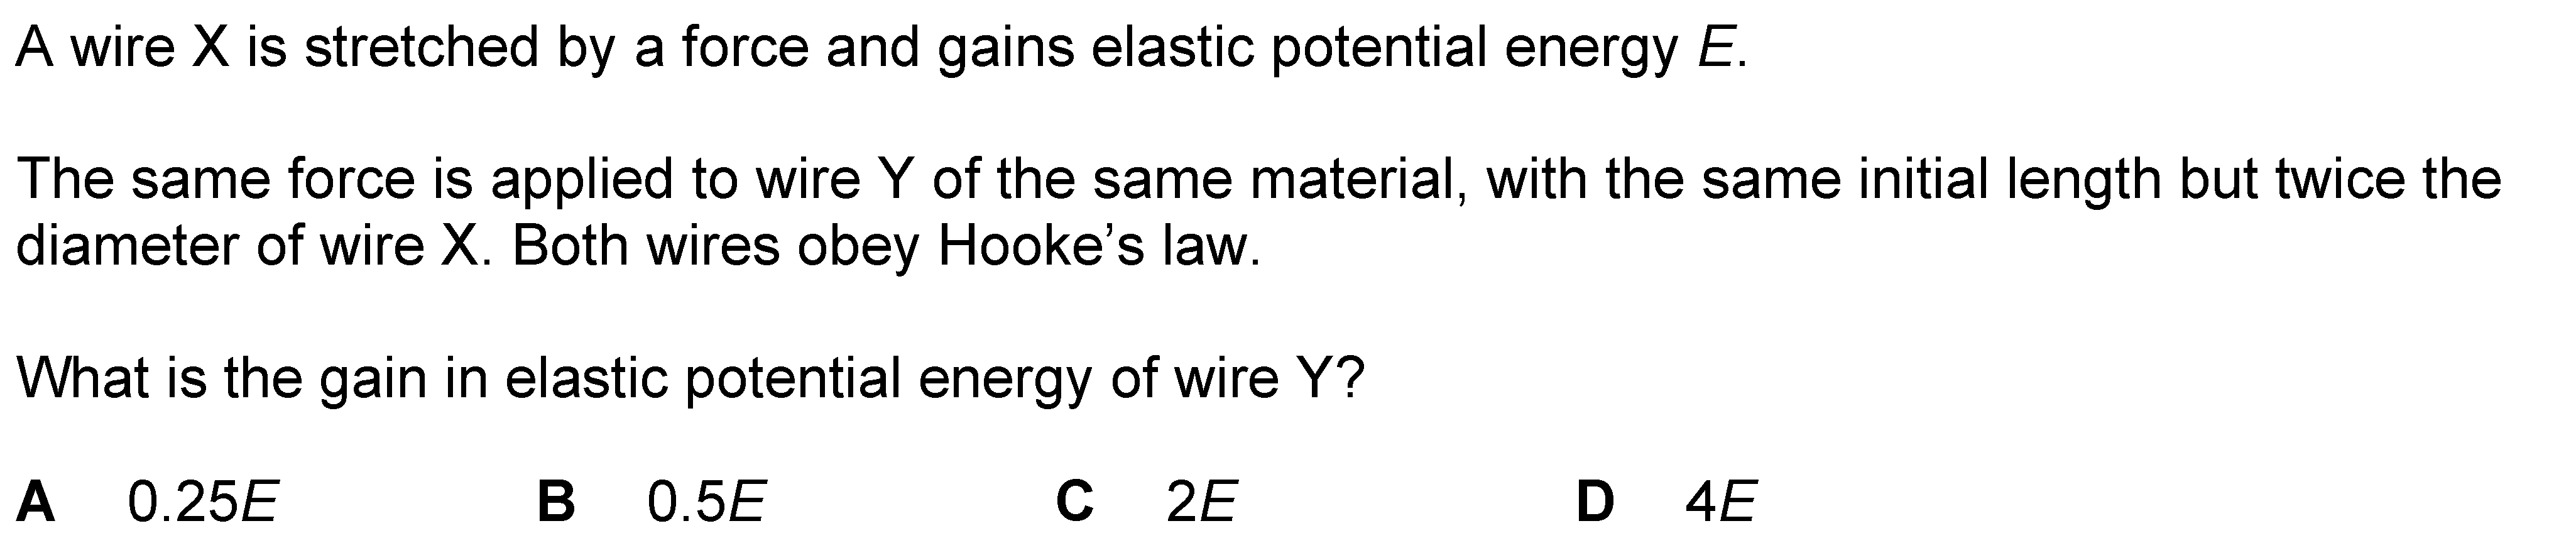 A wire X is stretched by a force and gains elastic potential energy E.
The same force is applied to wire Y of the same material, with the same initial length but twice the
diameter of wire X. Both wires obey Hooke’s law.
What is the gain in elastic potential energy of wire Y?
A 0.25E B 0.5E C 2E D 4E